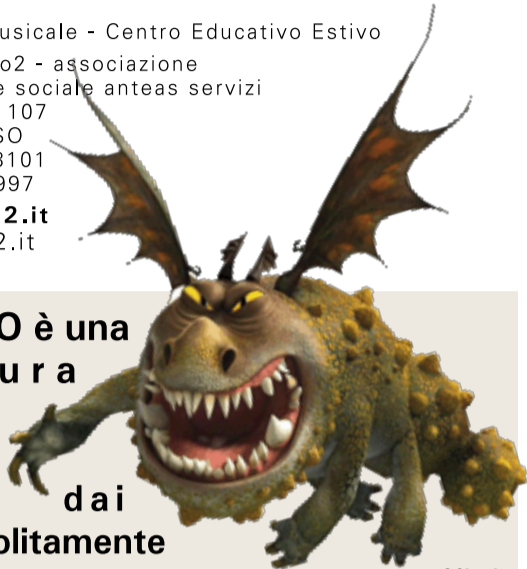 usicale - Centro Educativo Estivo
o2 - associazione
e sociale anteas servizi
107
SO
3101
997
2.it
2.it
O è una
u r a
d a i
olitamente